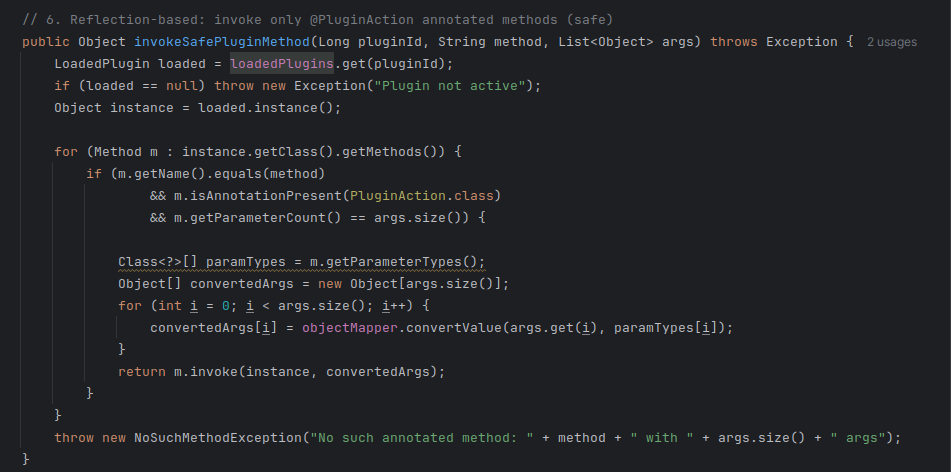 // 6. Reflection-based: invoke only @PluginAction annotated methods (safe)
public Object invokeSafePluginMethod(Long pluginId, String method, List<Object> args) throws Exception { 2 usages
    LoadedPlugin loaded = loadedPlugins.get(pluginId);
    if (loaded == null) throw new Exception("Plugin not active");
    Object instance = loaded.instance();

    for (Method m : instance.getClass().getMethods()) {
        if (m.getName().equals(method)
                && m.isAnnotationPresent(PluginAction.class)
                && m.getParameterCount() == args.size()) {

            Class<?>[] paramTypes = m.getParameterTypes();
            Object[] convertedArgs = new Object[args.size()];
            for (int i = 0; i < args.size(); i++) {
                convertedArgs[i] = objectMapper.convertValue(args.get(i), paramTypes[i]);
            }
            return m.invoke(instance, convertedArgs);
        }
    }
    throw new NoSuchMethodException("No such annotated method: " + method + " with " + args.size() + " args");
}